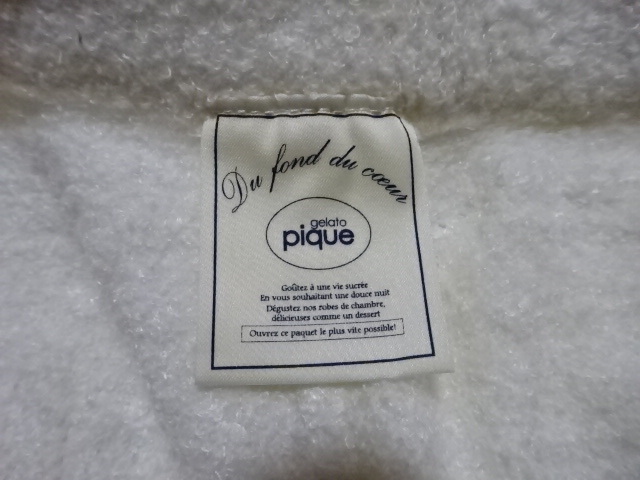 Du fond du cœur
gelato
pique
Goûtez à une vie sucrée
En vous souhaitant une douce nuit
Dégustez nos robes de chambre,
délicieuses comme un dessert
Ouvrez ce paquet le plus vite possible!